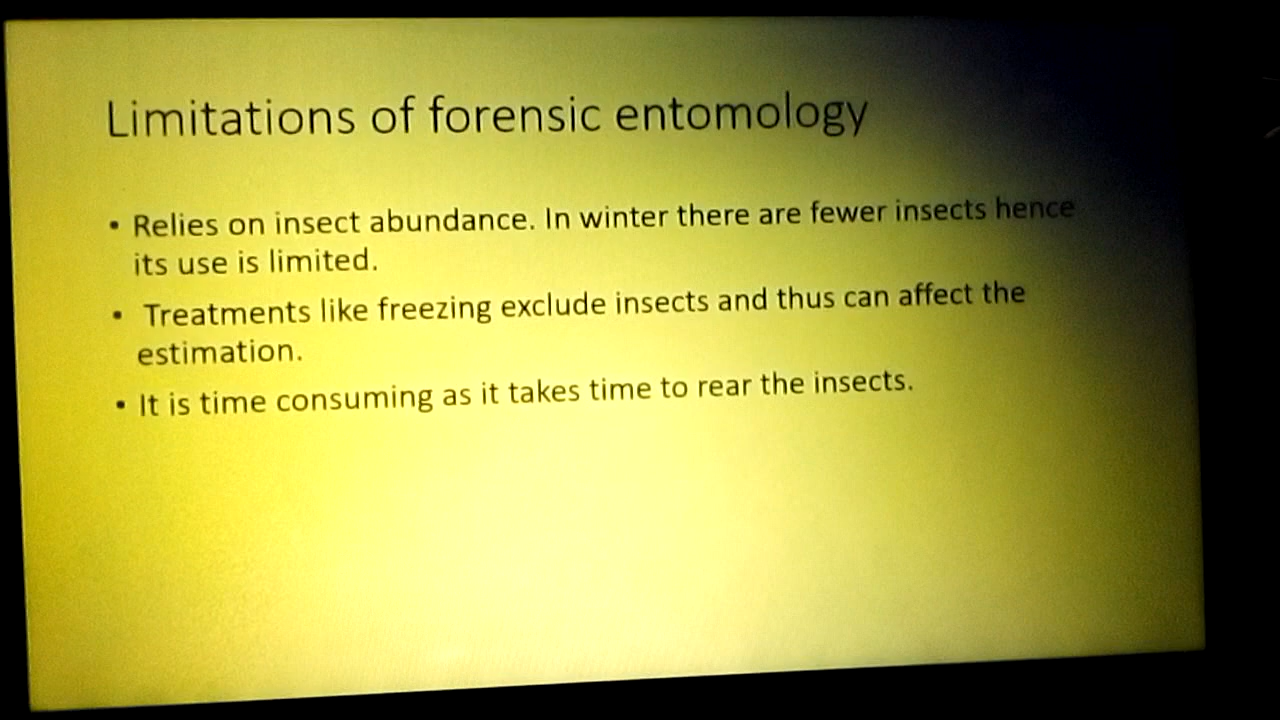 Limitations of forensic entomology
• Relies on insect abundance. In winter there are fewer insects hence
its use is limited.
• Treatments like freezing exclude insects and thus can affect the
estimation.
• It is time consuming as it takes time to rear the insects.